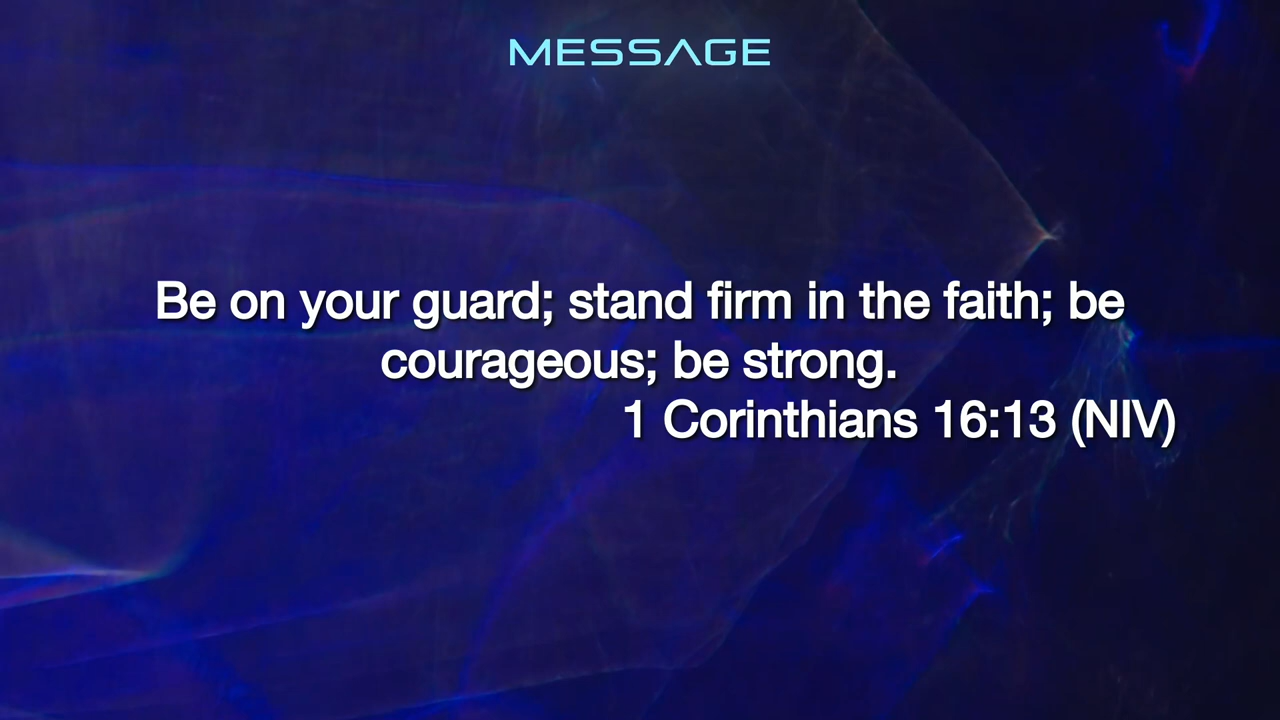 MESSAGE
Be on your guard; stand firm in the faith; be
courageous; be strong.
1 Corinthians 16:13 (NIV)